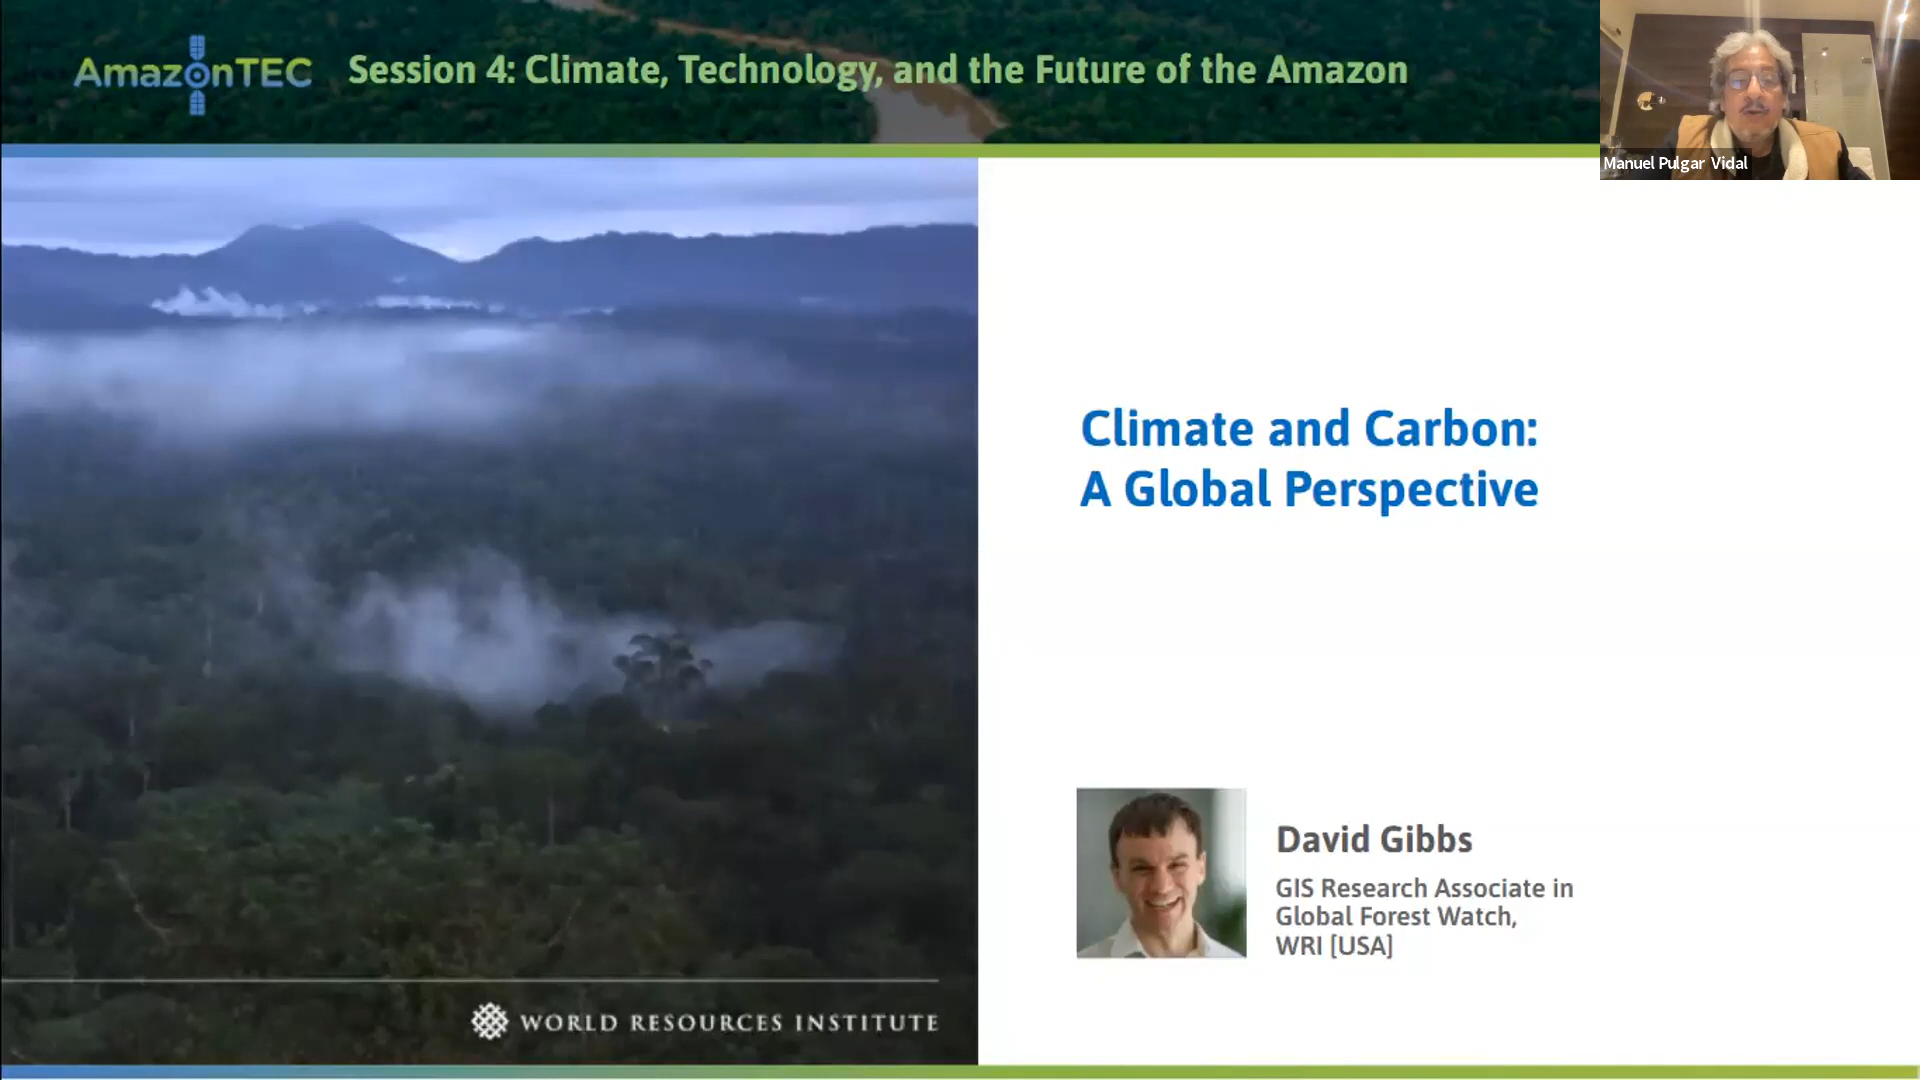 AmazonTEC
Session 4: Climate, Technology, and the Future of the Amazon
Manuel Pulgar Vidal
Climate and Carbon:
A Global Perspective
David Gibbs
GIS Research Associate in
Global Forest Watch,
WRI [USA]
WORLD RESOURCES INSTITUTE